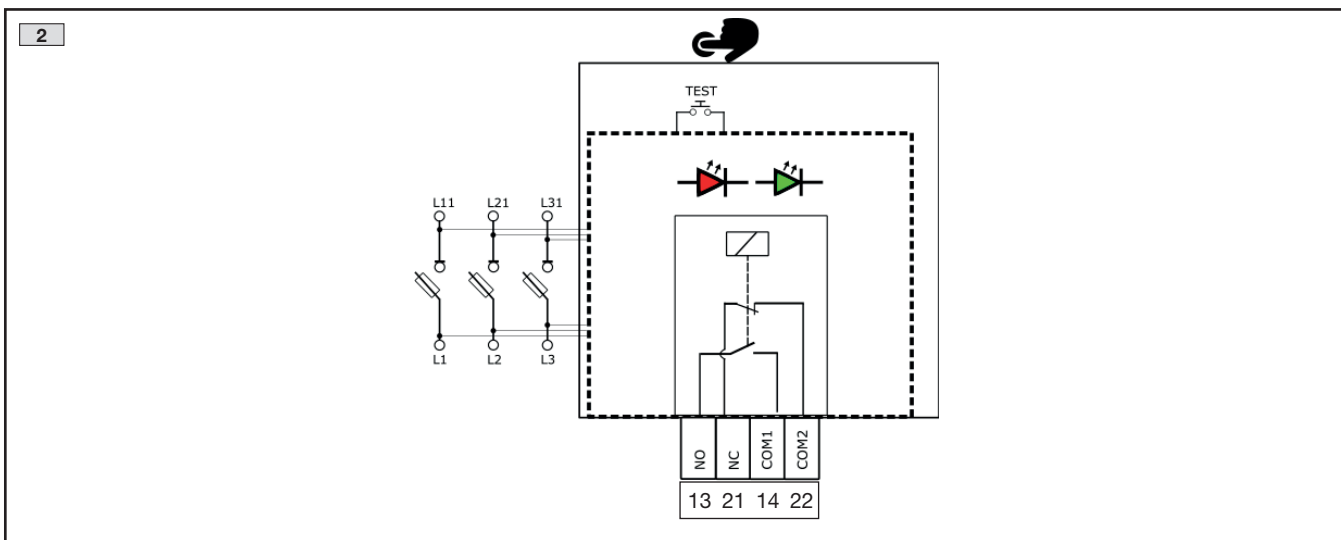 2
TEST
L11 L21 L31
L1 L2 L3
NO NC COM1 COM2
13 21 14 22